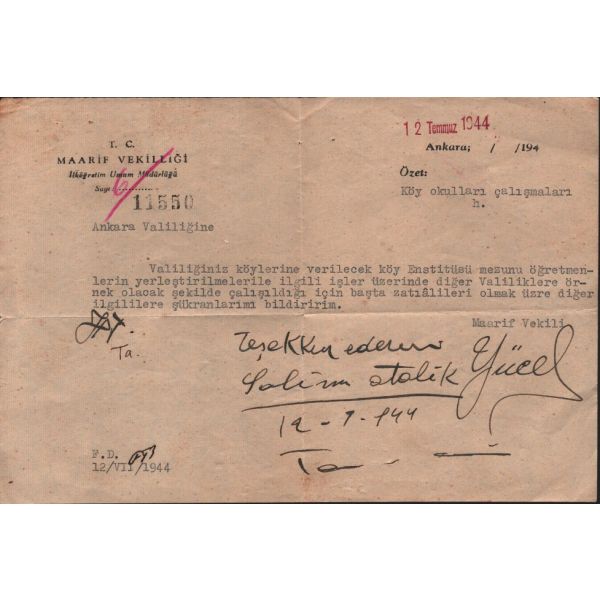 T. C.
MAARİF VEKİLLİĞİ
İlköğretim Umum Müdürlüğü
Sayı:
11550
12 Temmuz 1944
Ankara; / /194
Özet:
Köy okulları çalışmaları
h.
Ankara Valiliğine
Valiliğiniz köylerine verilecek köy Enstitüsü mezunu öğretmen-
lerin yerleştirilmelerile ilgili işler üzerinde diğer Valiliklere ör-
nek olacak şekilde çalışıldığı için başta zatıâlileri olmak üzre diğer
ilgililere şükranlarımı bildiririm.
Maarif Vekili
Yücel
Ta.
Teşekkür ederim
12-7-944
F.D.
12/VII/1944